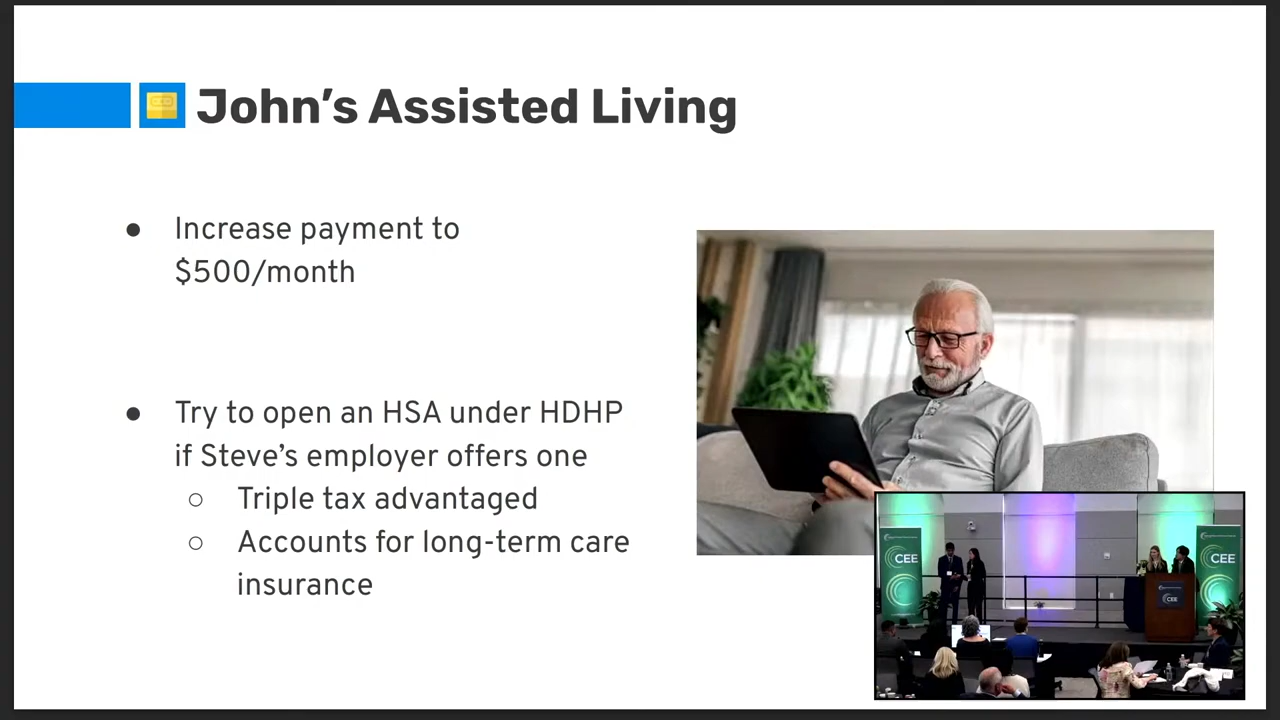 John’s Assisted Living
● Increase payment to
$500/month
● Try to open an HSA under HDHP
if Steve’s employer offers one
○ Triple tax advantaged
○ Accounts for long-term care
insurance
CEE
CEE
CEE